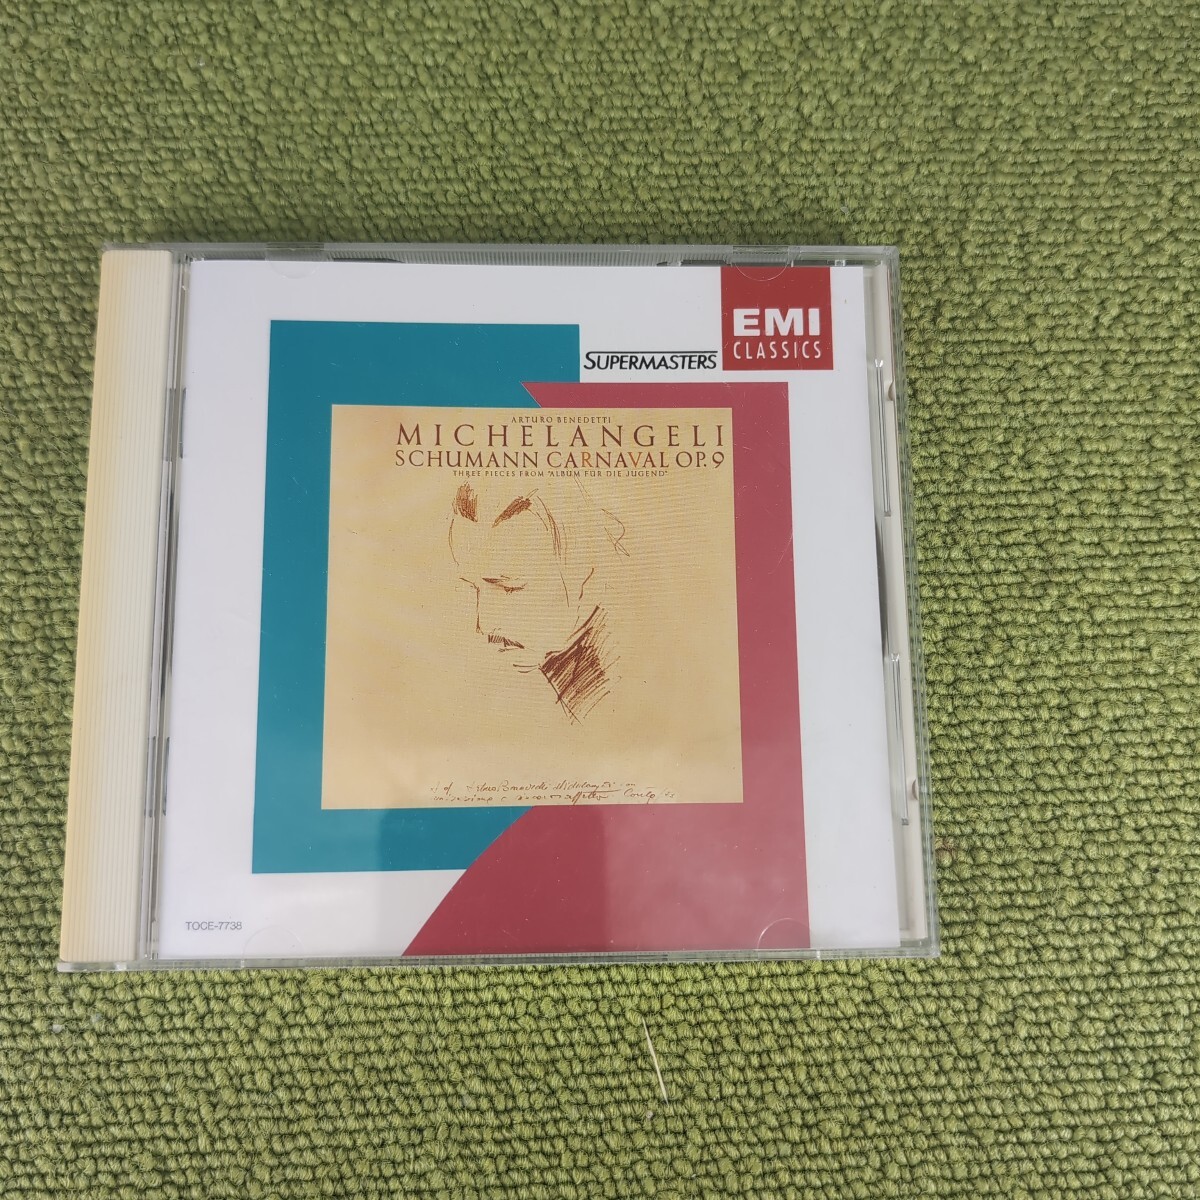 EMI
CLASSICS
SUPERMASTERS
ARTURO BENEDETTI
MICHELANGELI
SCHUMANN CARNAVAL OP.9
THREE PIECES FROM "ALBUM FÜR DIE JUGEND"
TOCE-7738